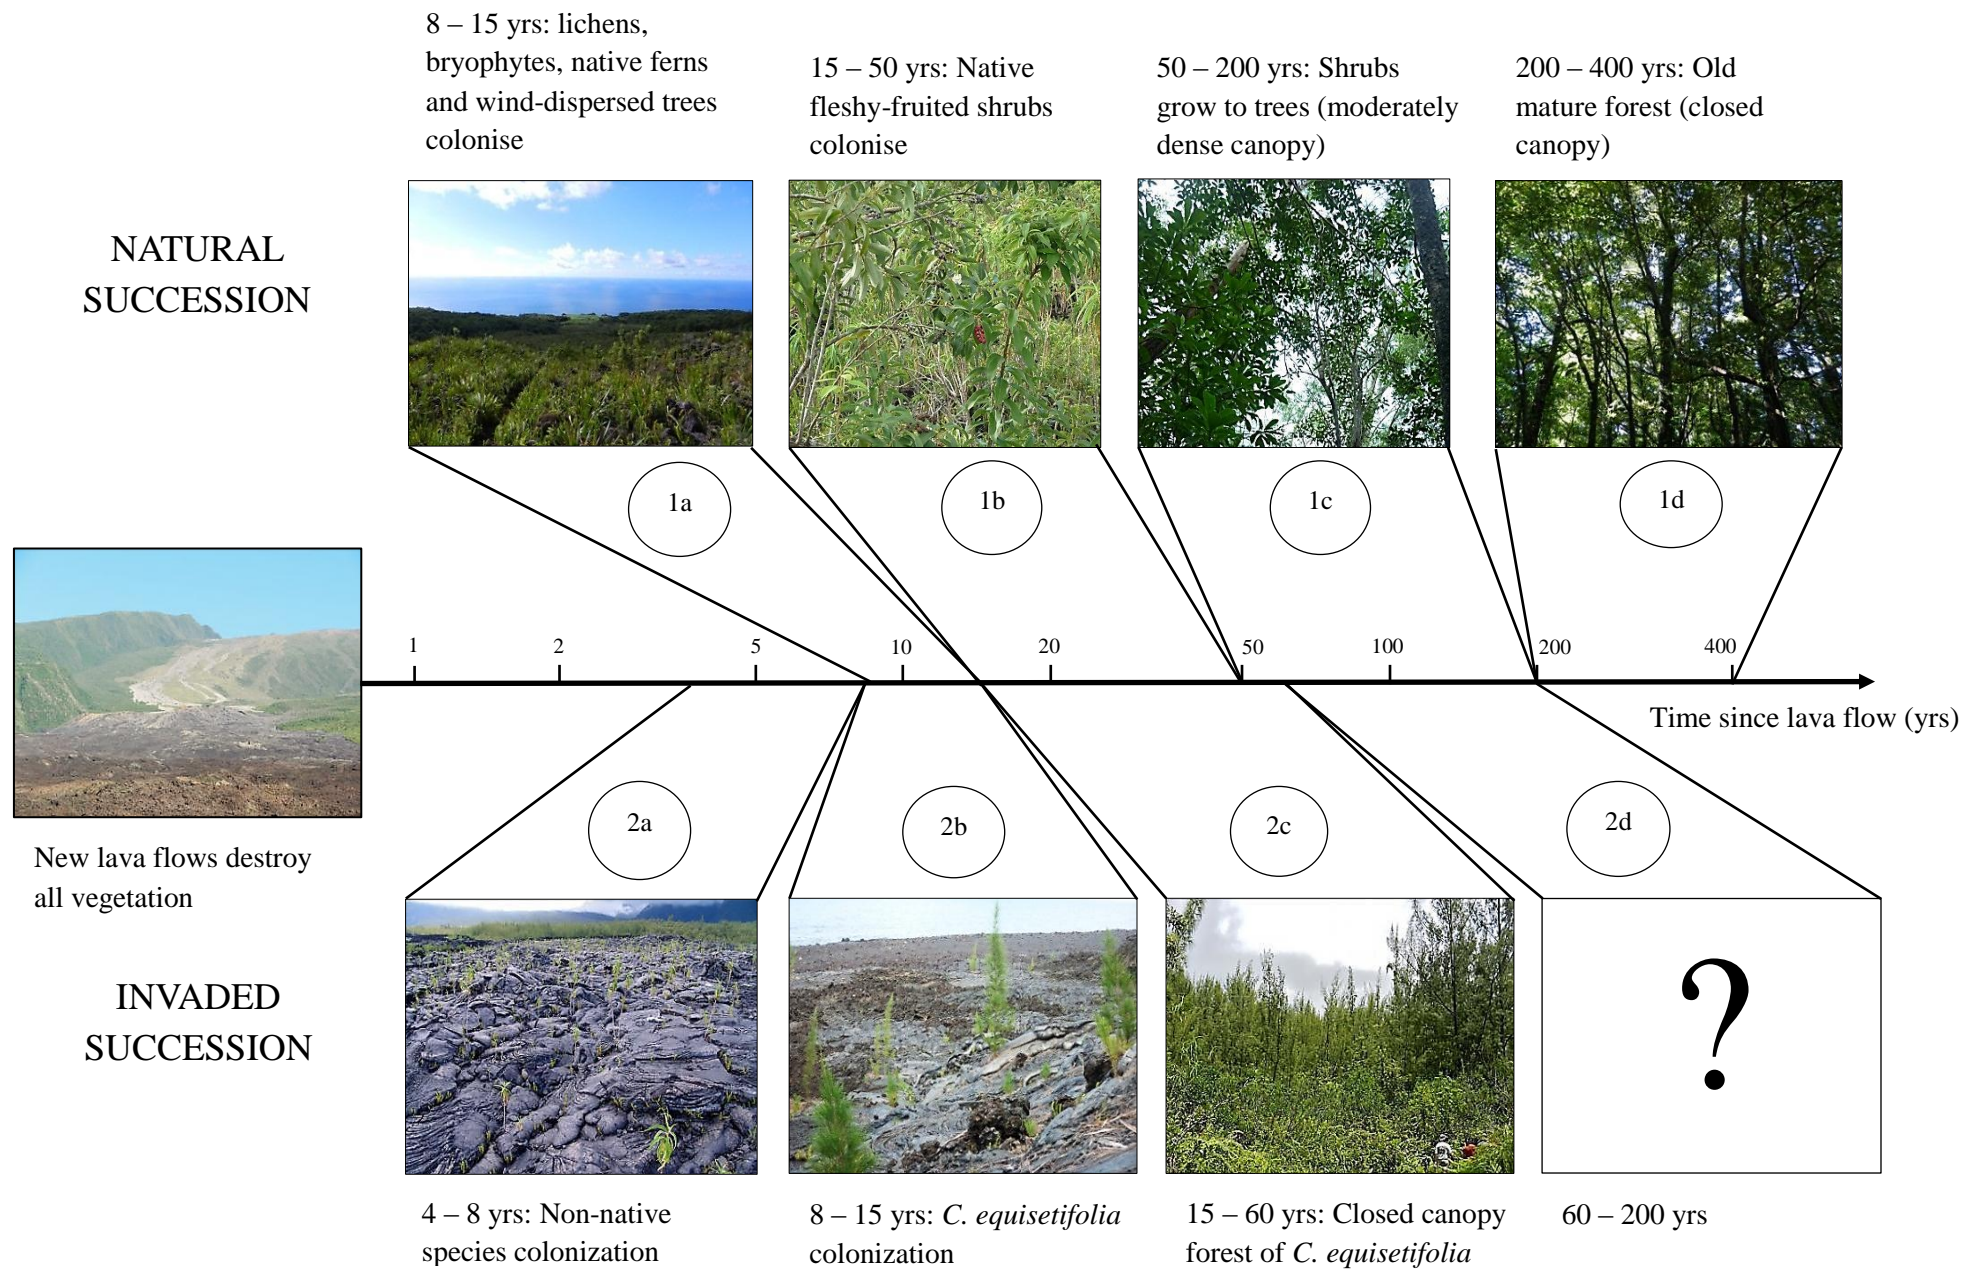 8 – 15 yrs: lichens,
bryophytes, native ferns
and wind-dispersed trees
colonise
15 – 50 yrs: Native
fleshy-fruited shrubs
colonise
50 – 200 yrs: Shrubs
grow to trees (moderately
dense canopy)
200 – 400 yrs: Old
mature forest (closed
canopy)
NATURAL
SUCCESSION
1a
1b
1c
1d
1
2
5
10
20
50
100
200
400
Time since lava flow (yrs)
New lava flows destroy
all vegetation
2a
2b
2c
2d
INVADED
SUCCESSION
?
4 – 8 yrs: Non-native
species colonization
8 – 15 yrs: C. equisetifolia
colonization
15 – 60 yrs: Closed canopy
forest of C. equisetifolia
60 – 200 yrs